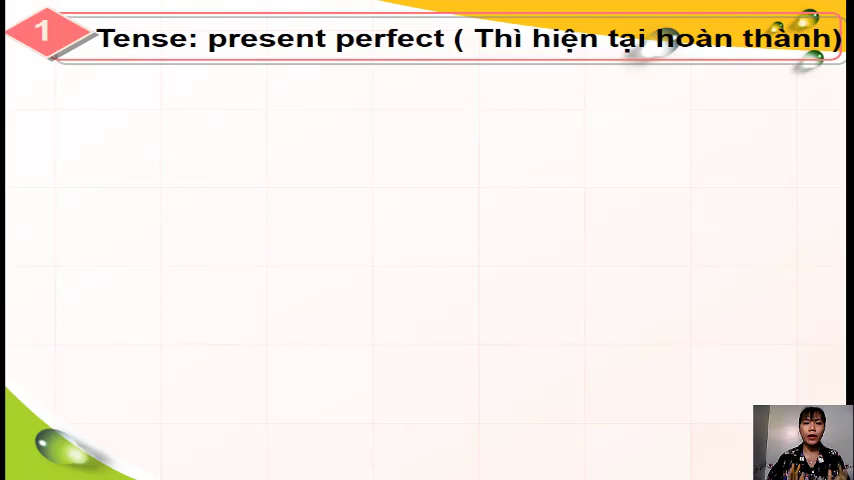 1
Tense: present perfect ( Thì hiện tại hoàn thành)